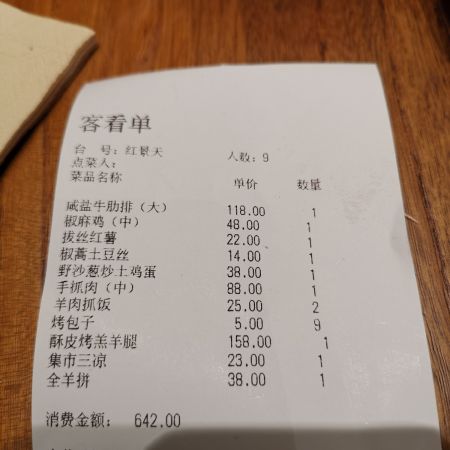 客看单
台 号：红景天 人数：9
点菜人：
菜品名称 单价 数量
咸益牛肋排（大） 118.00 1
椒麻鸡（中） 48.00 1
拔丝红薯 22.00 1
椒蒿土豆丝 14.00 1
野沙葱炒土鸡蛋 38.00 1
手抓肉（中） 88.00 1
羊肉抓饭 25.00 2
烤包子 5.00 9
酥皮烤羔羊腿 158.00 1
集市三凉 23.00 1
全羊拼 38.00 1
消费金额： 642.00